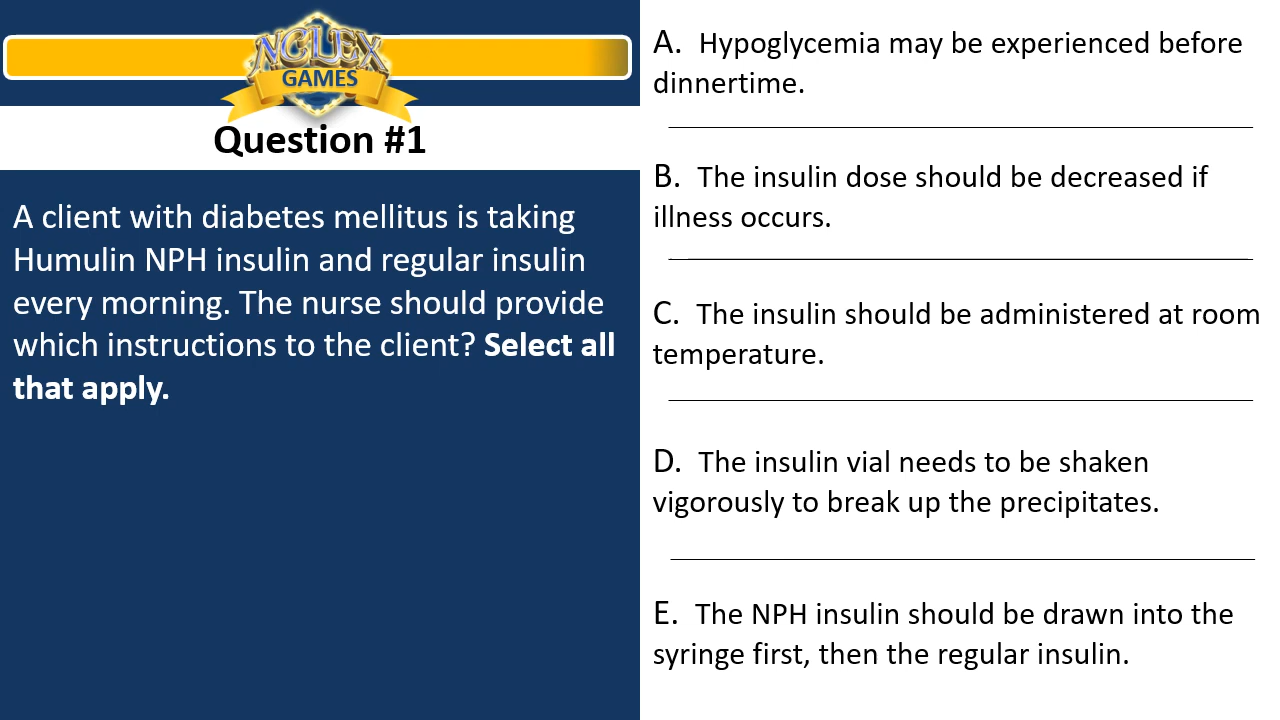 NCLEX
GAMES
Question #1
A client with diabetes mellitus is taking
Humulin NPH insulin and regular insulin
every morning. The nurse should provide
which instructions to the client? Select all
that apply.
A. Hypoglycemia may be experienced before
dinnertime.
B. The insulin dose should be decreased if
illness occurs.
C. The insulin should be administered at room
temperature.
D. The insulin vial needs to be shaken
vigorously to break up the precipitates.
E. The NPH insulin should be drawn into the
syringe first, then the regular insulin.